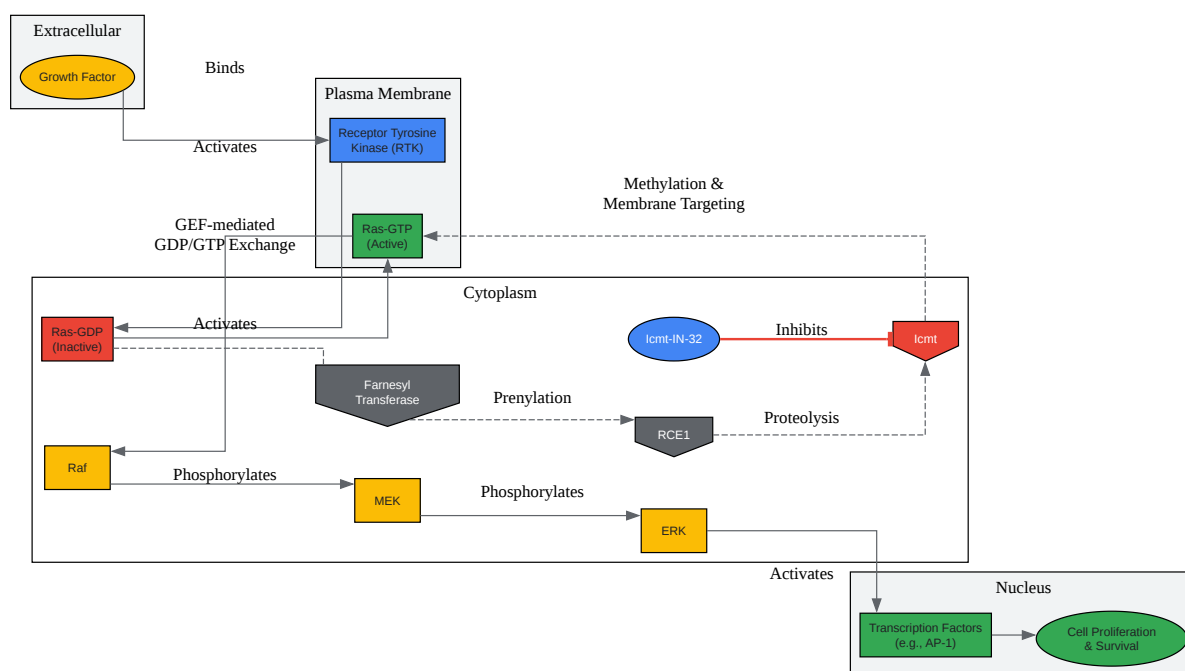 Extracellular
Growth Factor
Binds
Plasma Membrane
Receptor Tyrosine
Kinase (RTK)
Activates
Methylation &
Membrane Targeting
GEF-mediated
GDP/GTP Exchange
Ras-GTP
(Active)
Cytoplasm
Ras-GDP
(Inactive)
Activates
Icmt-IN-32
Inhibits
Icmt
Farnesyl
Transferase
Prenylation
RCE1
Proteolysis
Raf
Phosphorylates
MEK
Phosphorylates
ERK
Activates
Nucleus
Transcription Factors
(e.g., AP-1)
Cell Proliferation
& Survival